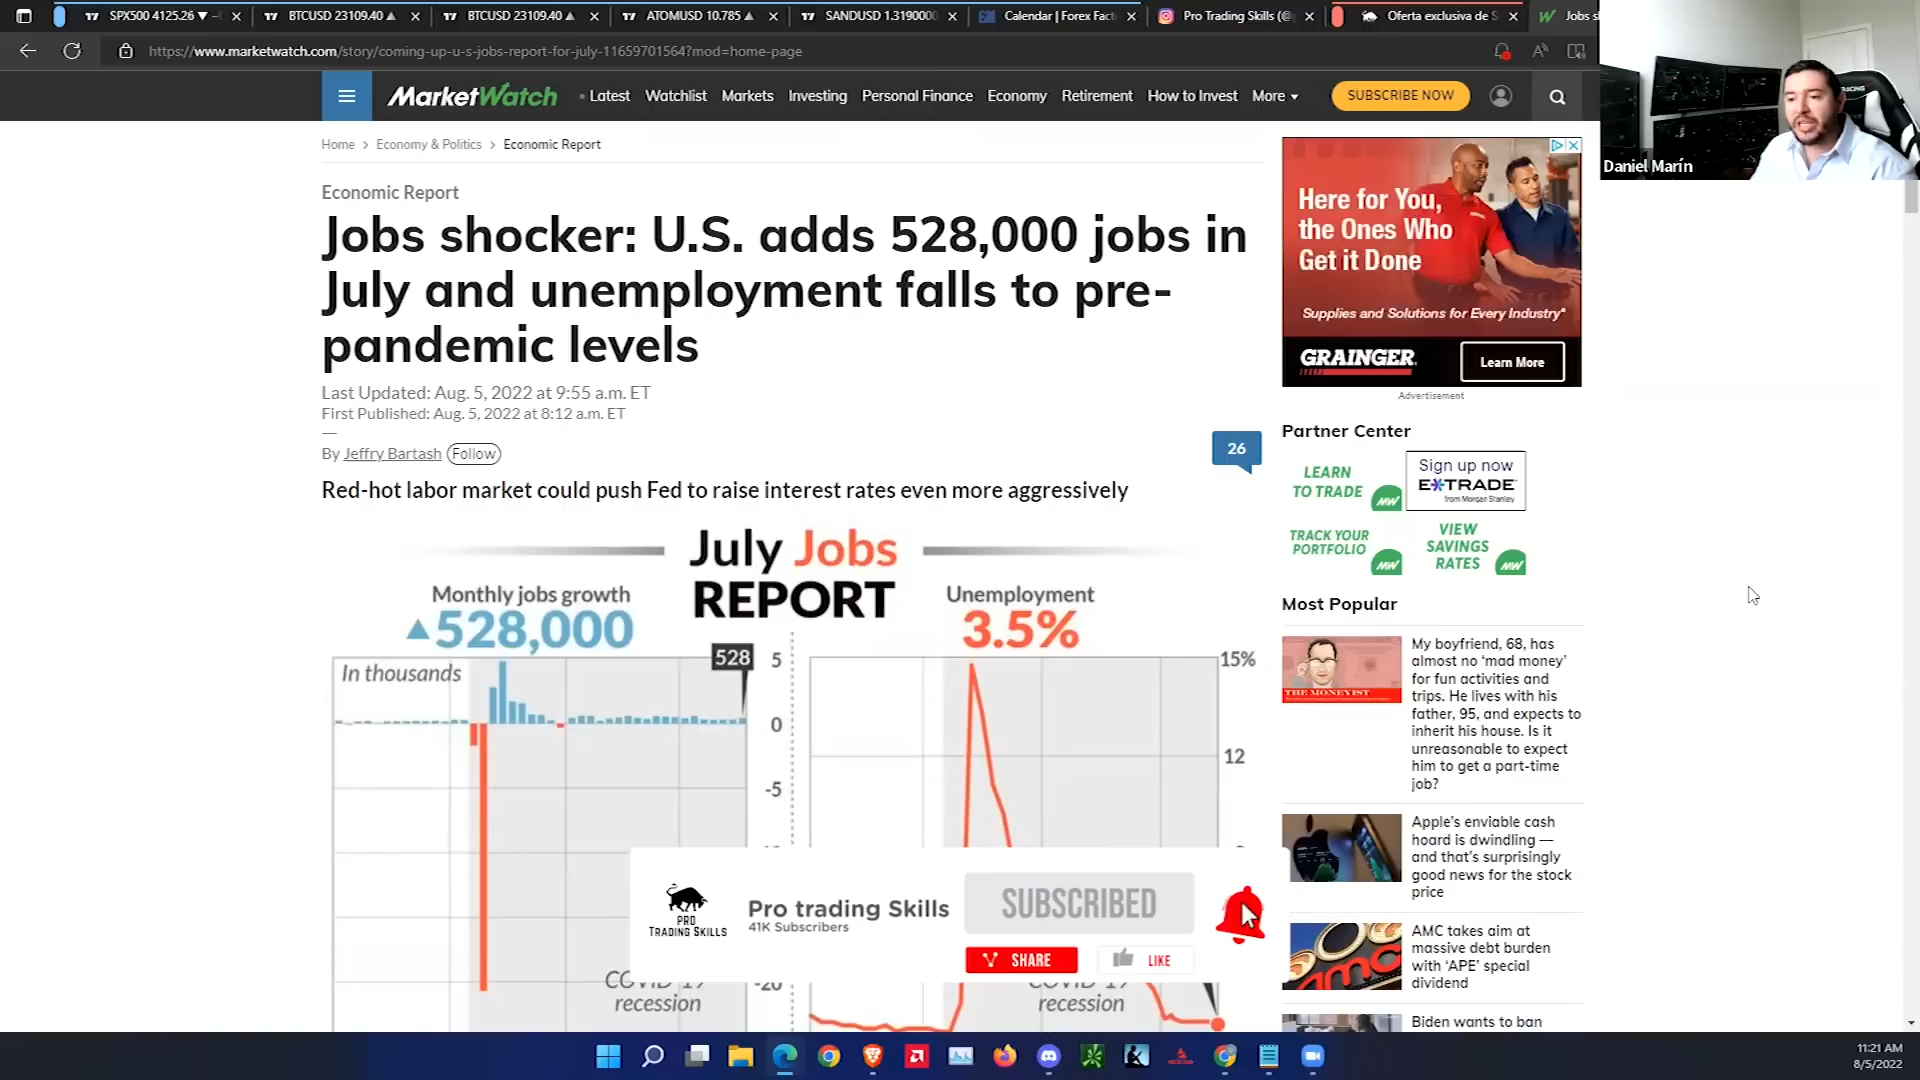 SPX500 4125.26 ▼
BTCUSD 23109.40 ▲
BTCUSD 23109.40 ▲
ATOMUSD 10.785 ▲
SANDUSD 1.3190000
Calendar | Forex Fact
Pro Trading Skills (@
Oferta exclusiva de S
Jobs s
https://www.marketwatch.com/story/coming-up-u-s-jobs-report-for-july-11659701564?mod=home-page
MarketWatch
Latest Watchlist Markets Investing Personal Finance Economy Retirement How to Invest More
SUBSCRIBE NOW
Daniel Marín
Home > Economy & Politics > Economic Report
Economic Report
Jobs shocker: U.S. adds 528,000 jobs in
July and unemployment falls to pre-
pandemic levels
Last Updated: Aug. 5, 2022 at 9:55 a.m. ET
First Published: Aug. 5, 2022 at 8:12 a.m. ET
By Jeffry Bartash Follow
26
Red-hot labor market could push Fed to raise interest rates even more aggressively
July Jobs
REPORT
Monthly jobs growth
▲528,000
In thousands
528
5
0
-5
-20
COVID-19
recession
Unemployment
3.5%
15%
12
COVID-19
recession
PRO
TRADING SKILLS
Pro trading Skills
41K Subscribers
SUBSCRIBED
SHARE
LIKE
RACING
Here for You,
the Ones Who
Get it Done
Supplies and Solutions for Every Industry®
GRAINGER
Learn More
Advertisement
Partner Center
LEARN
TO TRADE
MW
Sign up now
E*TRADE
from Morgan Stanley
TRACK YOUR
PORTFOLIO
MW
VIEW
SAVINGS
RATES
MW
Most Popular
THE MONEYIST
My boyfriend, 68, has
almost no ‘mad money’
for fun activities and
trips. He lives with his
father, 95, and expects to
inherit his house. Is it
unreasonable to expect
him to get a part-time
job?
Apple’s enviable cash
hoard is dwindling —
and that’s surprisingly
good news for the stock
price
amc
AMC takes aim at
massive debt burden
with ‘APE’ special
dividend
Biden wants to ban
11:21 AM
8/5/2022